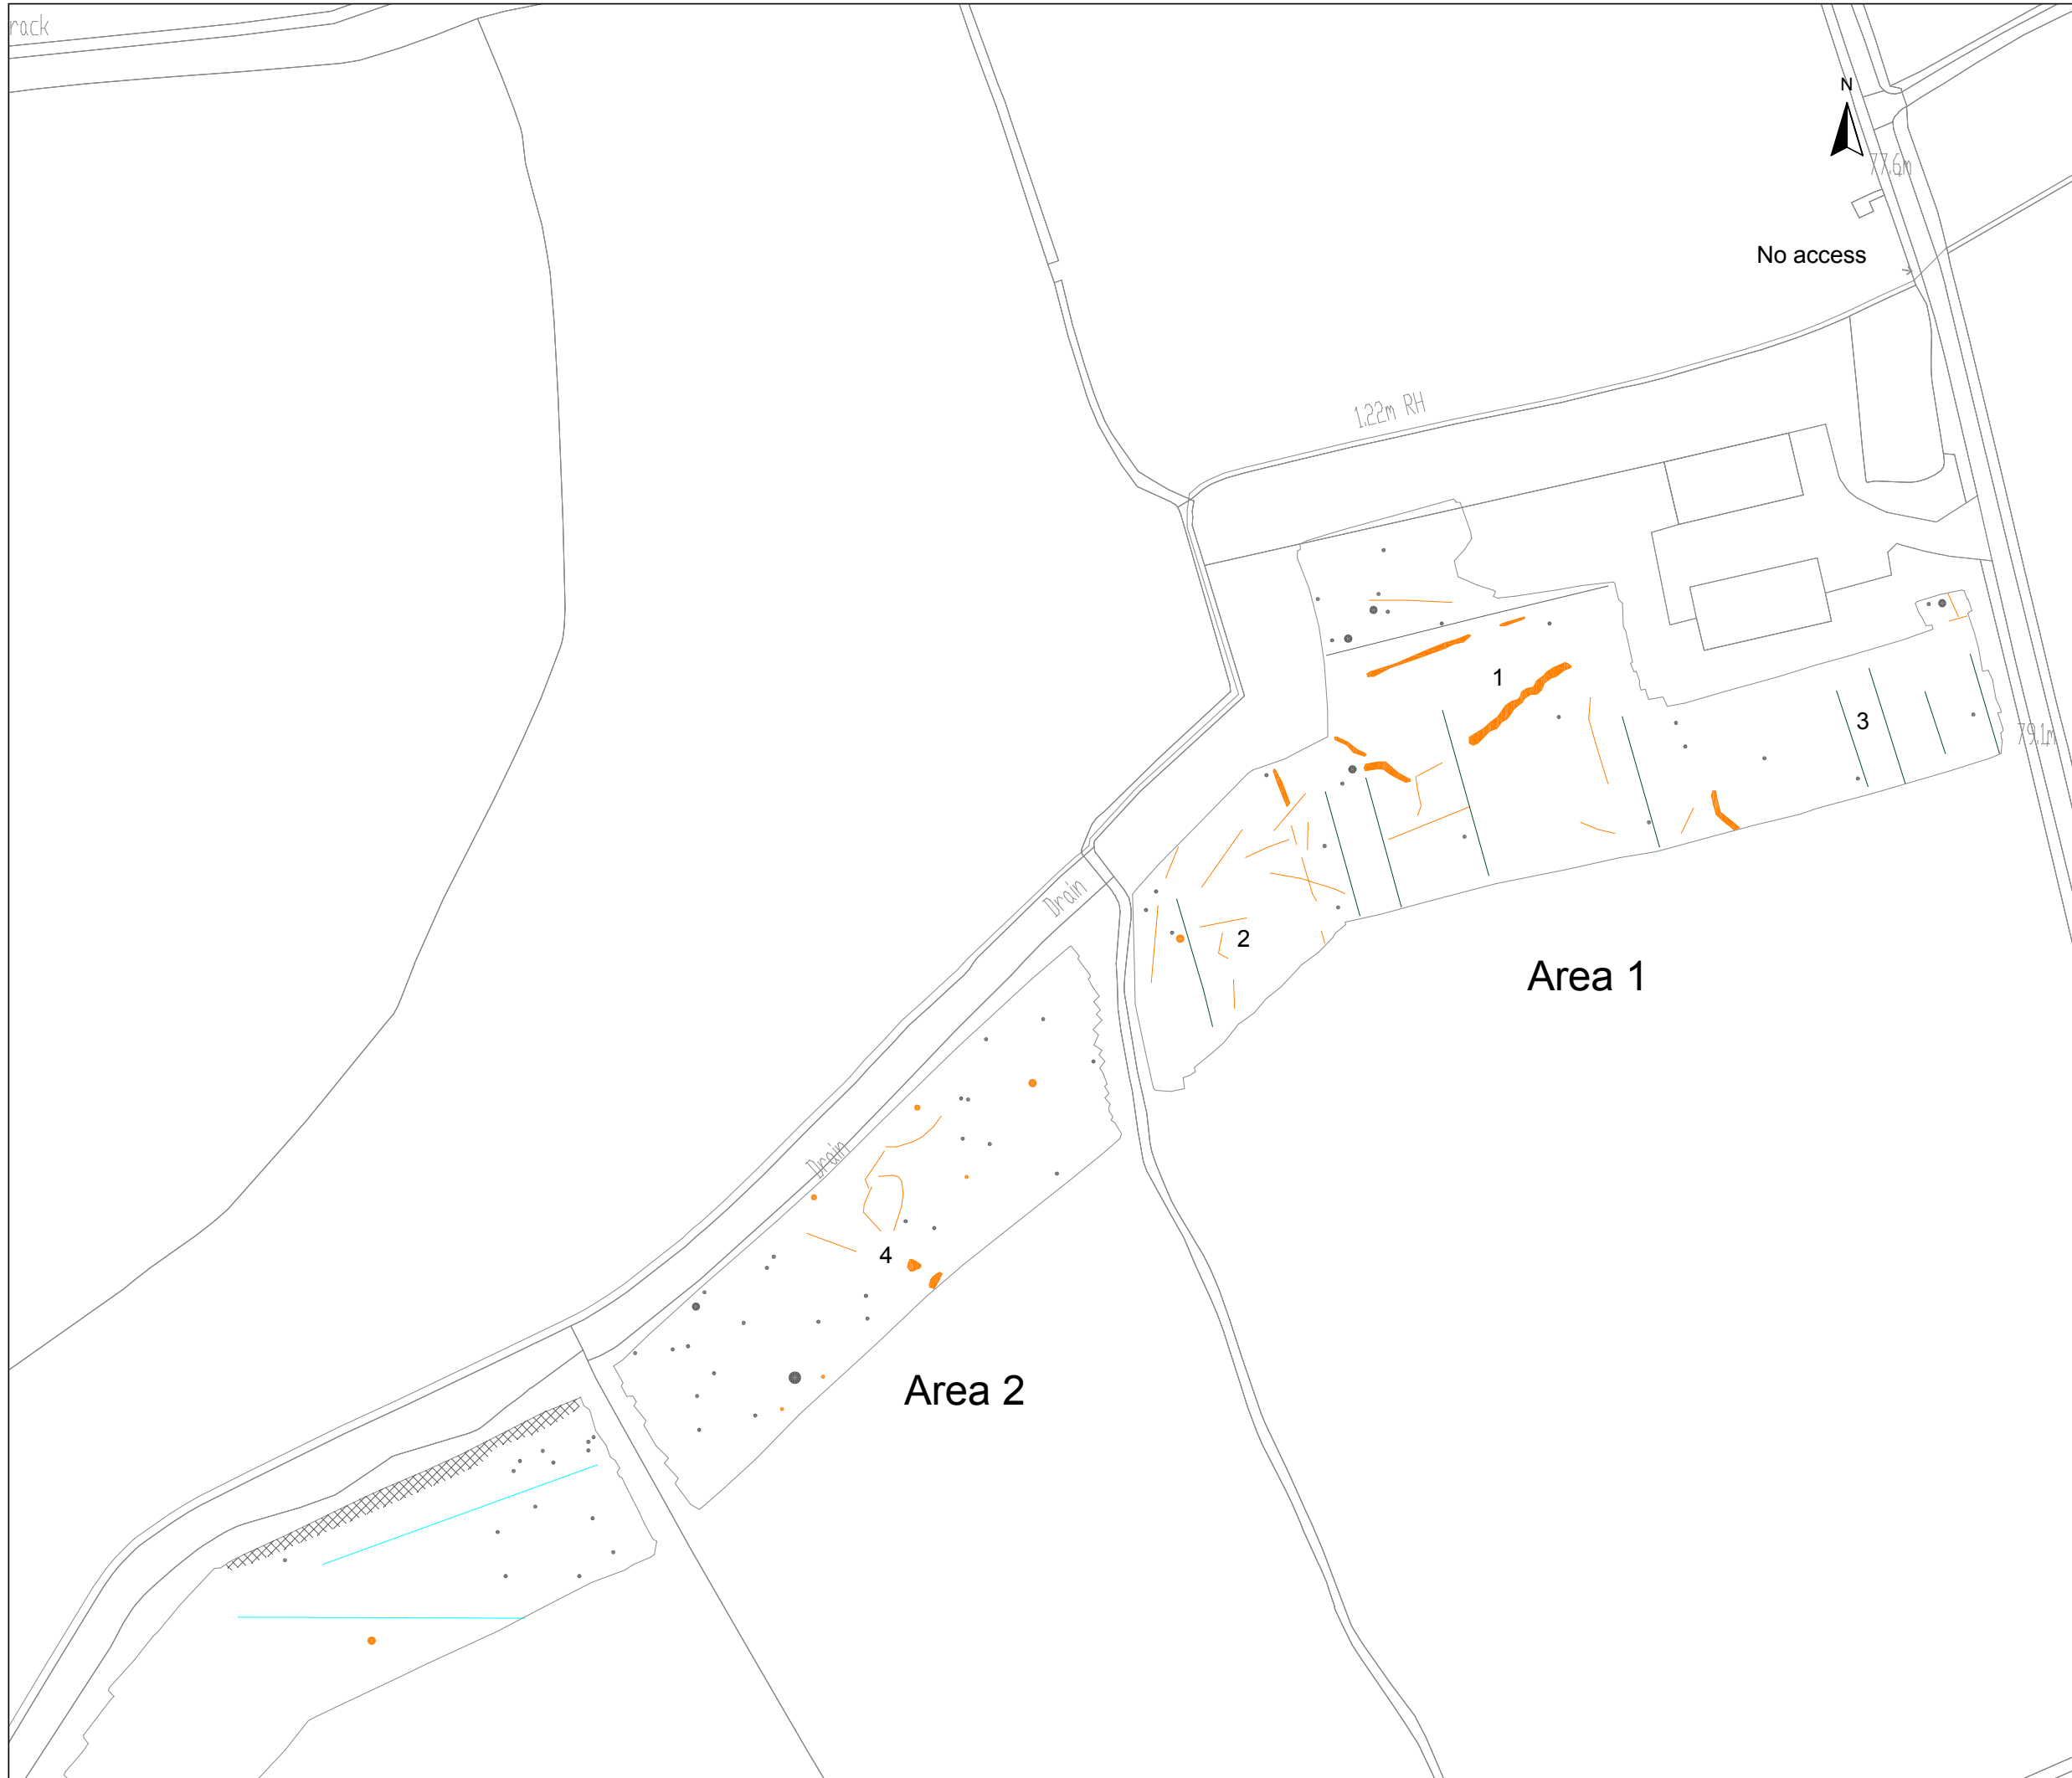 rack
N
77.6m
No access
1.22m RH
1
3
79.1m
Drain
2
Area 1
Drain
4
Area 2